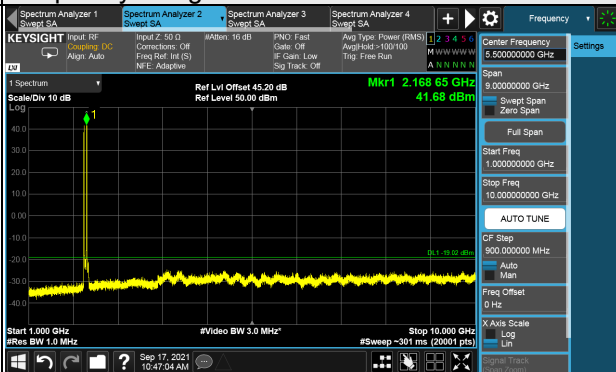 Spectrum Analyzer 1
Swept SA
Spectrum Analyzer 2
Swept SA
Spectrum Analyzer 3
Swept SA
Spectrum Analyzer 4
Swept SA
Frequency
KEYSIGHT
Input: RF
Coupling: DC
Align: Auto
Input Z: 50 Ω
Corrections: Off
Freq Ref: Int (S)
NFE: Adaptive
#Atten: 16 dB
PNO: Fast
Gate: Off
IF Gain: Low
Sig Track: Off
Avg Type: Power (RMS)
Avg|Hold:>100/100
Trig: Free Run
1 2 3 4 5 6
M W W W W W
A N N N N N
LXI
1 Spectrum
Scale/Div 10 dB
Ref Lvl Offset 45.20 dB
Ref Level 50.00 dBm
Mkr1 2.168 65 GHz
41.68 dBm
Log
1
40.0
30.0
20.0
10.0
0.00
-10.0
-20.0
-30.0
-40.0
DL1 -19.02 dBm
Start 1.000 GHz
#Res BW 1.0 MHz
#Video BW 3.0 MHz*
Stop 10.000 GHz
#Sweep ~301 ms (20001 pts)
Sep 17, 2021
10:47:04 AM
Center Frequency
5.500000000 GHz
Settings
Span
9.00000000 GHz
Swept Span
Zero Span
Full Span
Start Freq
1.000000000 GHz
Stop Freq
10.000000000 GHz
AUTO TUNE
CF Step
900.000000 MHz
Auto
Man
Freq Offset
0 Hz
X Axis Scale
Log
Lin
Signal Track
(Span Zoom)